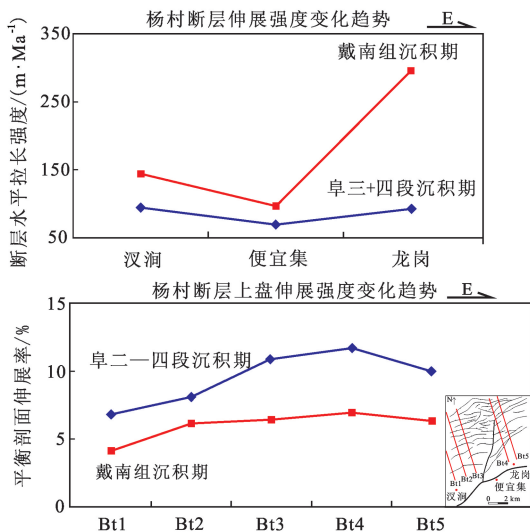 杨村断层伸展强度变化趋势 E
断层水平拉长强度/(m·Ma⁻¹)
350
250
150
50
戴南组沉积期
阜三+四段沉积期
汊涧 便宜集 龙岗
杨村断层上盘伸展强度变化趋势 E
平衡剖面伸展率/%
15
10
5
0
阜二—四段沉积期
戴南组沉积期
Bt1 Bt2 Bt3 Bt4 Bt5
N↑
Bt1 Bt2 Bt3 Bt4 Bt5
汊涧 便宜集 龙岗
0 2 km